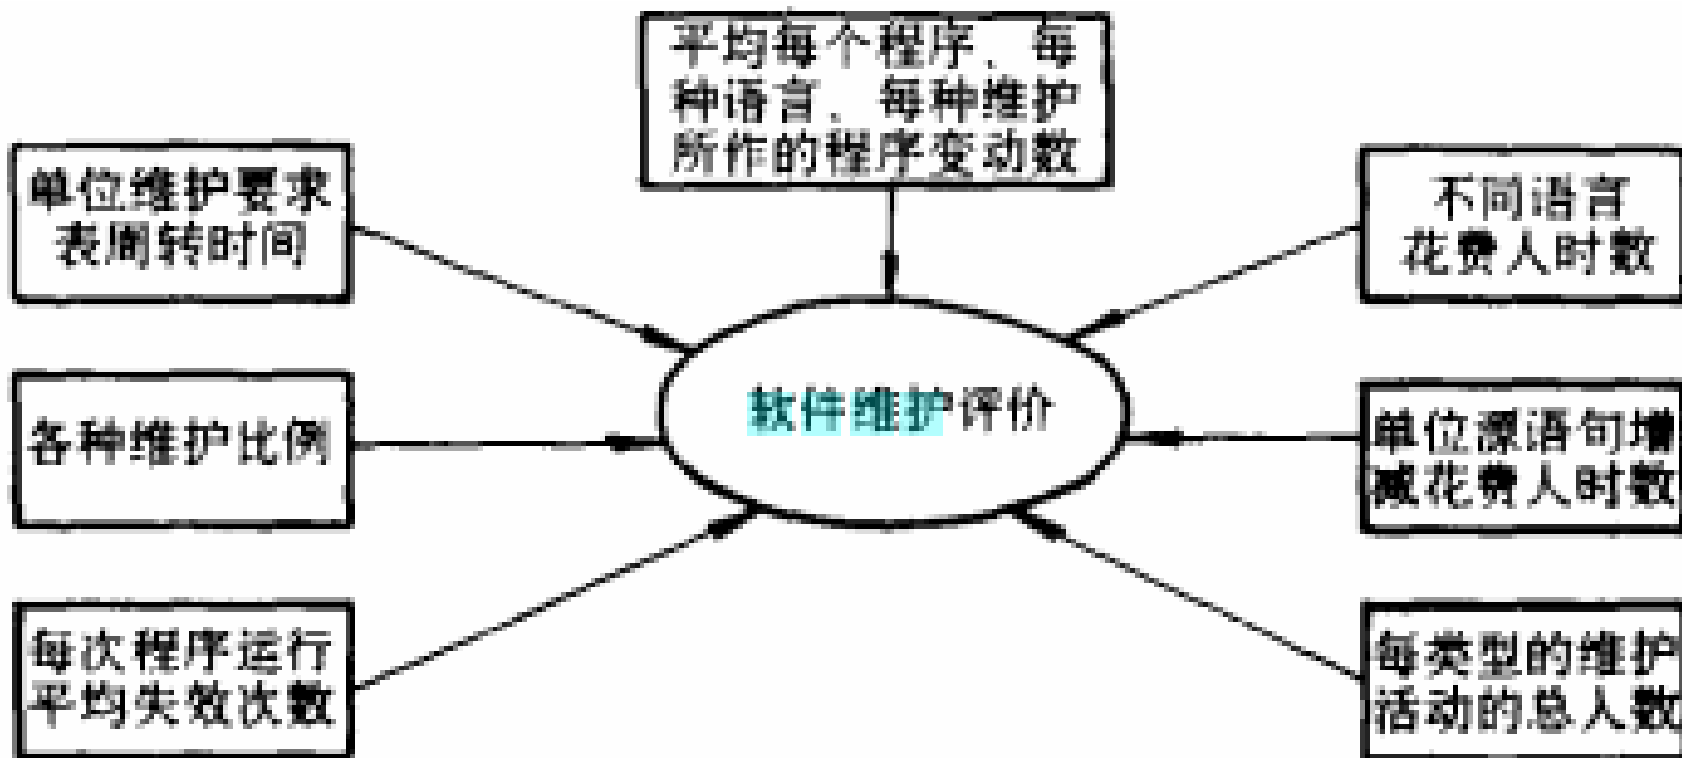 平均每个程序、每
种语言、每种维护
所作的程序变动数
单位维护要求
表周转时间
不同语言
花费人时数
软件维护评价
各种维护比例
单位源语句增
减花费人时数
每次程序运行
平均失效次数
每类型的维护
活动的总人数